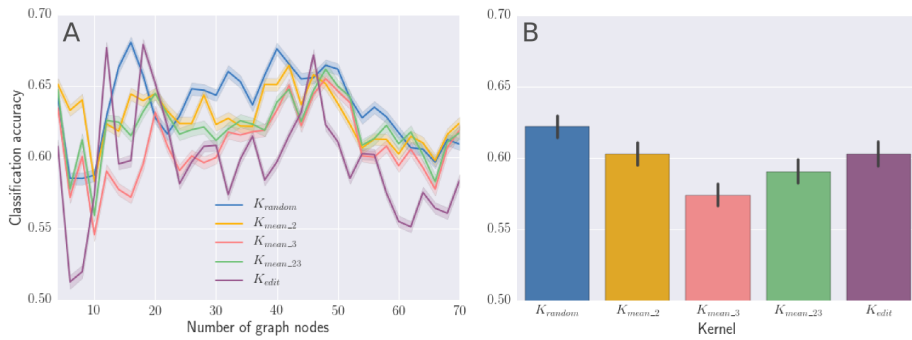 A
0.70
0.65
0.60
0.55
0.50
Classification accuracy
10
20
30
40
50
60
70
Number of graph nodes
K_random
K_mean_2
K_mean_3
K_mean_23
K_edit
B
0.70
0.65
0.60
0.55
0.50
K_random
K_mean_2
K_mean_3
K_mean_23
K_edit
Kernel